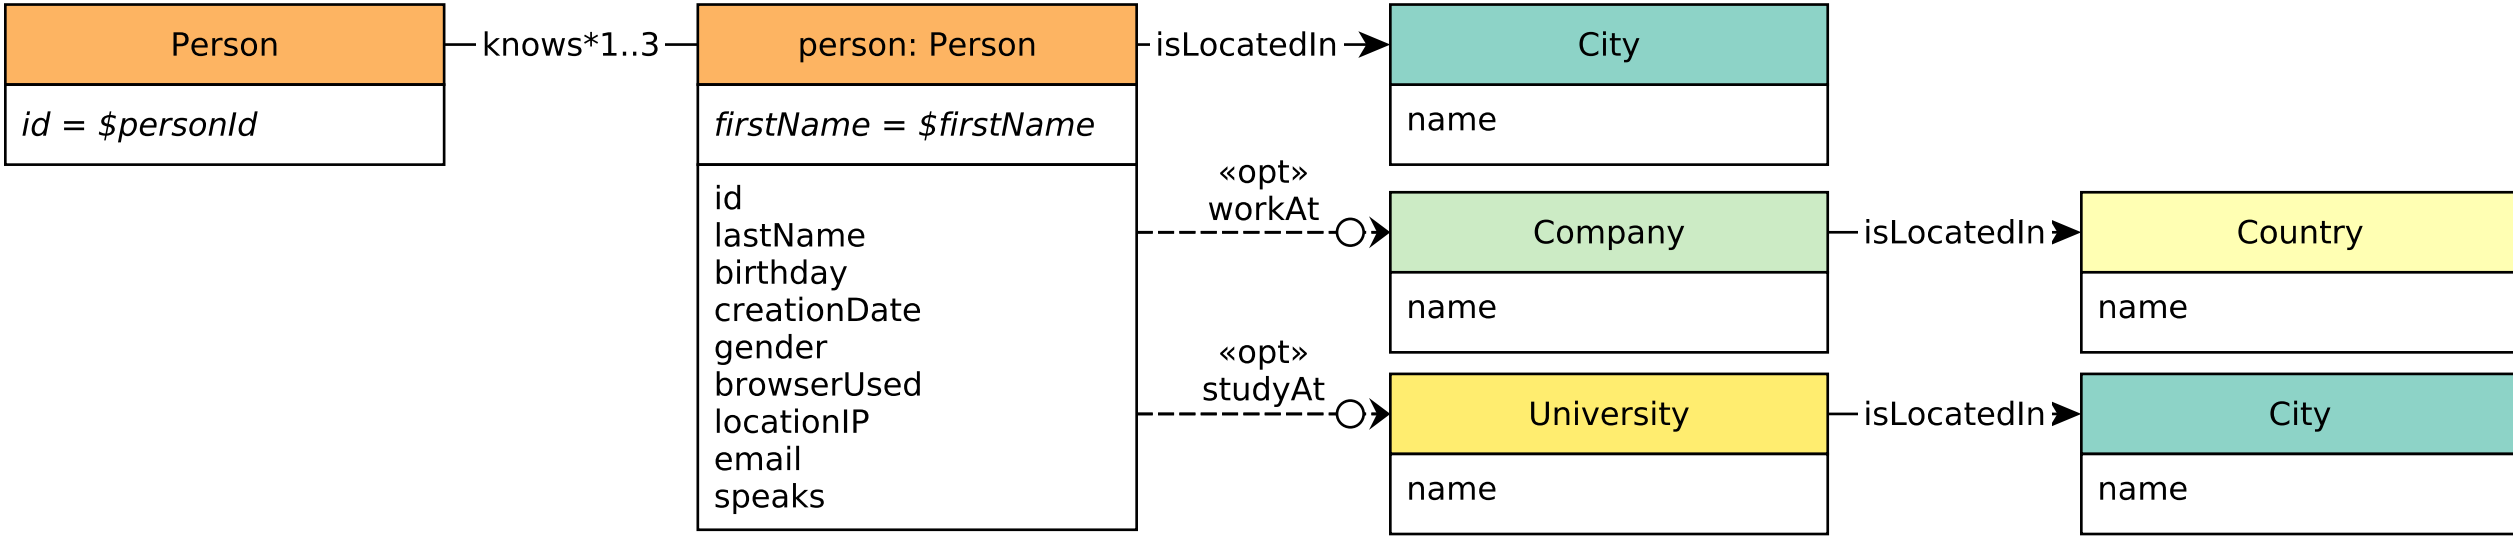 Person
id = $personId
knows*1..3
person: Person
firstName = $firstName
id
lastName
birthday
creationDate
gender
browserUsed
locationIP
email
speaks
isLocatedIn
City
name
«opt»
workAt
Company
name
isLocatedIn
Country
name
«opt»
studyAt
University
name
isLocatedIn
City
name